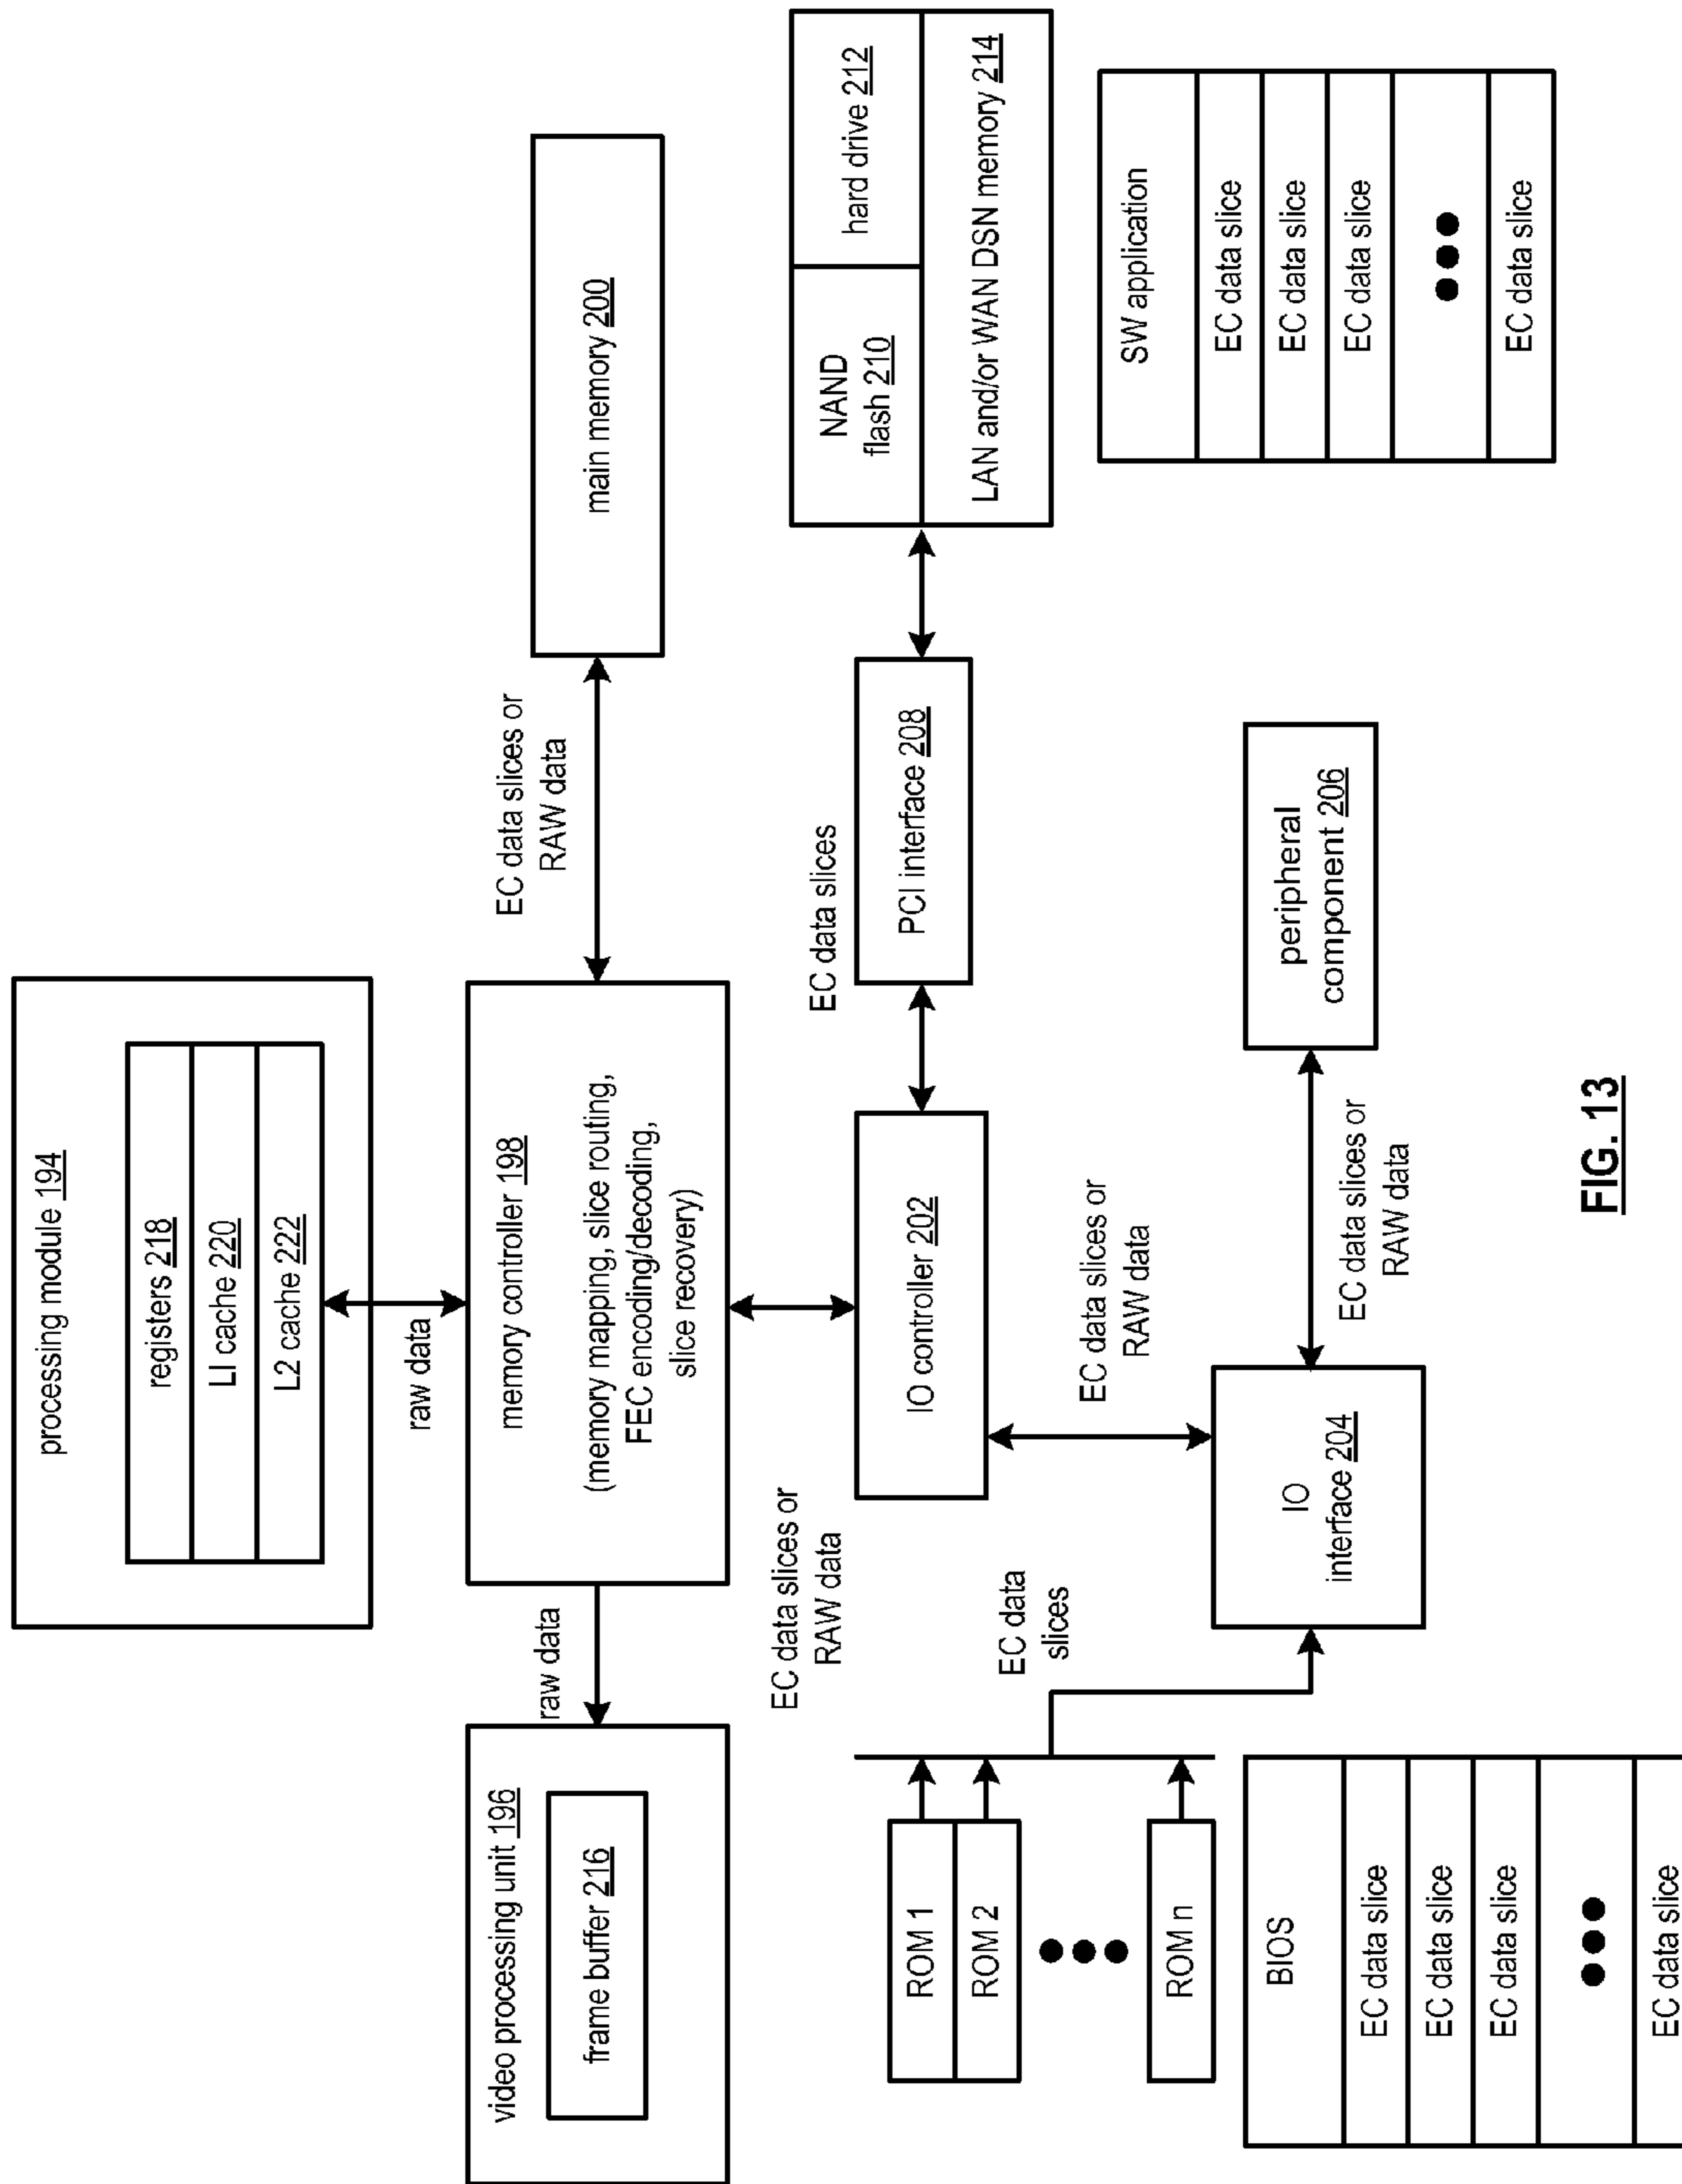 processing module 194
registers 218
LI cache 220
L2 cache 222
raw data
video processing unit 196
frame buffer 216
raw data
memory controller 198
(memory mapping, slice routing,
FEC encoding/decoding,
slice recovery)
EC data slices or
RAW data
main memory 200
EC data slices or
RAW data
IO controller 202
EC data slices
PCI interface 208
NAND
flash 210
hard drive 212
LAN and/or WAN DSN memory 214
ROM 1
ROM 2
ROM n
EC data
slices
EC data slices or
RAW data
IO
interface 204
EC data slices or
RAW data
peripheral
component 206
BIOS
EC data slice
EC data slice
EC data slice
EC data slice
SW application
EC data slice
EC data slice
EC data slice
EC data slice
FIG. 13